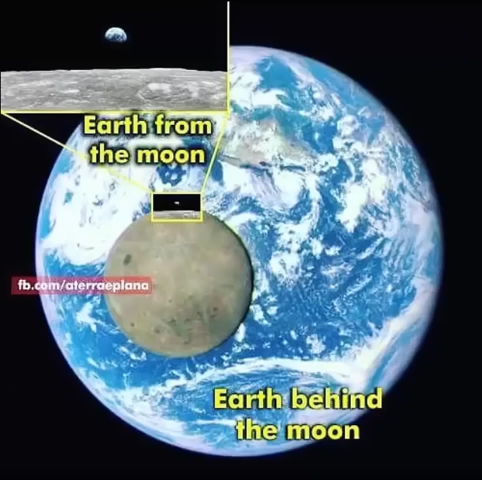 Earth from
the moon
fb.com/aterraeplana
Earth behind
the moon